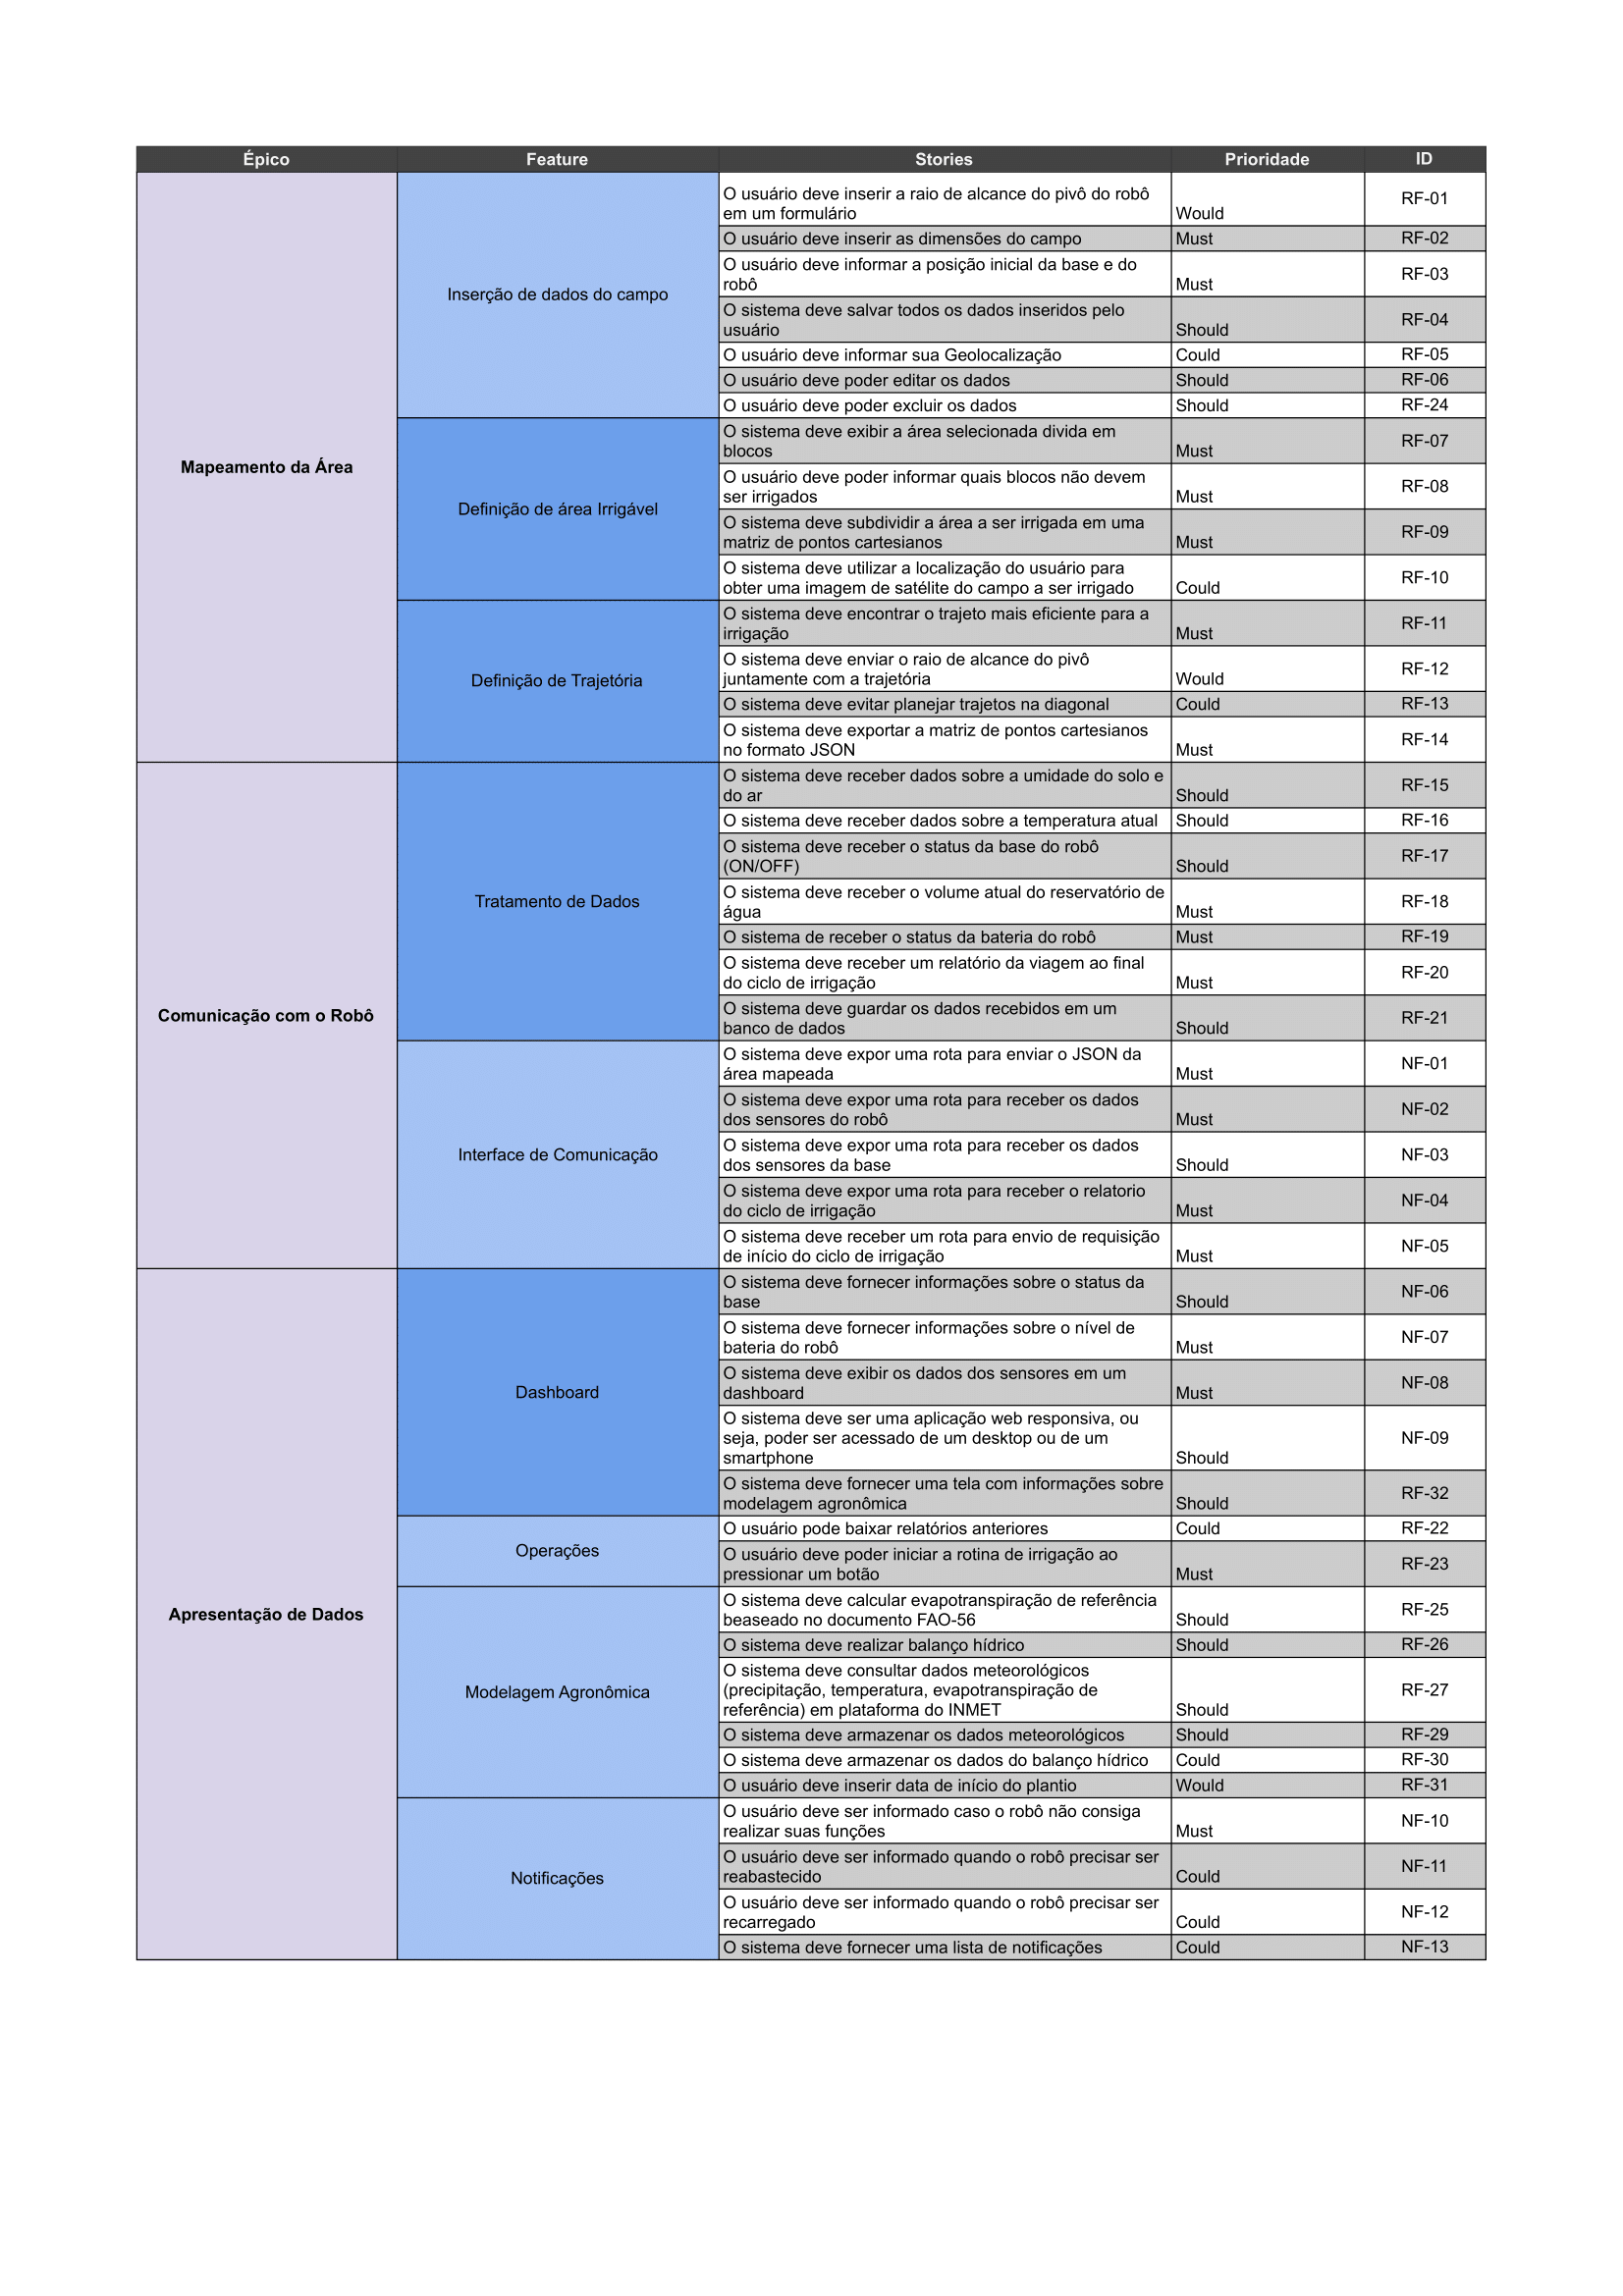 Épico Feature Stories Prioridade ID
Mapeamento da Área
Inserção de dados do campo
O usuário deve inserir a raio de alcance do pivô do robô
em um formulário
Would
RF-01
O usuário deve inserir as dimensões do campo Must RF-02
O usuário deve informar a posição inicial da base e do
robô
Must
RF-03
O sistema deve salvar todos os dados inseridos pelo
usuário
Should
RF-04
O usuário deve informar sua Geolocalização Could RF-05
O usuário deve poder editar os dados Should RF-06
O usuário deve poder excluir os dados Should RF-24
Definição de área Irrigável
O sistema deve exibir a área selecionada divida em
blocos
Must
RF-07
O usuário deve poder informar quais blocos não devem
ser irrigados
Must
RF-08
O sistema deve subdividir a área a ser irrigada em uma
matriz de pontos cartesianos
Must
RF-09
O sistema deve utilizar a localização do usuário para
obter uma imagem de satélite do campo a ser irrigado
Could
RF-10
Definição de Trajetória
O sistema deve encontrar o trajeto mais eficiente para a
irrigação
Must
RF-11
O sistema deve enviar o raio de alcance do pivô
juntamente com a trajetória
Would
RF-12
O sistema deve evitar planejar trajetos na diagonal Could RF-13
O sistema deve exportar a matriz de pontos cartesianos
no formato JSON
Must
RF-14
Comunicação com o Robô
Tratamento de Dados
O sistema deve receber dados sobre a umidade do solo e
do ar
Should
RF-15
O sistema deve receber dados sobre a temperatura atual Should RF-16
O sistema deve receber o status da base do robô
(ON/OFF)
Should
RF-17
O sistema deve receber o volume atual do reservatório de
água
Must
RF-18
O sistema de receber o status da bateria do robô Must RF-19
O sistema deve receber um relatório da viagem ao final
do ciclo de irrigação
Must
RF-20
O sistema deve guardar os dados recebidos em um
banco de dados
Should
RF-21
Interface de Comunicação
O sistema deve expor uma rota para enviar o JSON da
área mapeada
Must
NF-01
O sistema deve expor uma rota para receber os dados
dos sensores do robô
Must
NF-02
O sistema deve expor uma rota para receber os dados
dos sensores da base
Should
NF-03
O sistema deve expor uma rota para receber o relatorio
do ciclo de irrigação
Must
NF-04
O sistema deve receber um rota para envio de requisição
de início do ciclo de irrigação
Must
NF-05
Apresentação de Dados
Dashboard
O sistema deve fornecer informações sobre o status da
base
Should
NF-06
O sistema deve fornecer informações sobre o nível de
bateria do robô
Must
NF-07
O sistema deve exibir os dados dos sensores em um
dashboard
Must
NF-08
O sistema deve ser uma aplicação web responsiva, ou
seja, poder ser acessado de um desktop ou de um
smartphone
Should
NF-09
O sistema deve fornecer uma tela com informações sobre
modelagem agronômica
Should
RF-32
Operações
O usuário pode baixar relatórios anteriores Could RF-22
O usuário deve poder iniciar a rotina de irrigação ao
pressionar um botão
Must
RF-23
Modelagem Agronômica
O sistema deve calcular evapotranspiração de referência
beaseado no documento FAO-56
Should
RF-25
O sistema deve realizar balanço hídrico Should RF-26
O sistema deve consultar dados meteorológicos
(precipitação, temperatura, evapotranspiração de
referência) em plataforma do INMET
Should
RF-27
O sistema deve armazenar os dados meteorológicos Should RF-29
O sistema deve armazenar os dados do balanço hídrico Could RF-30
O usuário deve inserir data de início do plantio Would RF-31
Notificações
O usuário deve ser informado caso o robô não consiga
realizar suas funções
Must
NF-10
O usuário deve ser informado quando o robô precisar ser
reabastecido
Could
NF-11
O usuário deve ser informado quando o robô precisar ser
recarregado
Could
NF-12
O sistema deve fornecer uma lista de notificações Could NF-13